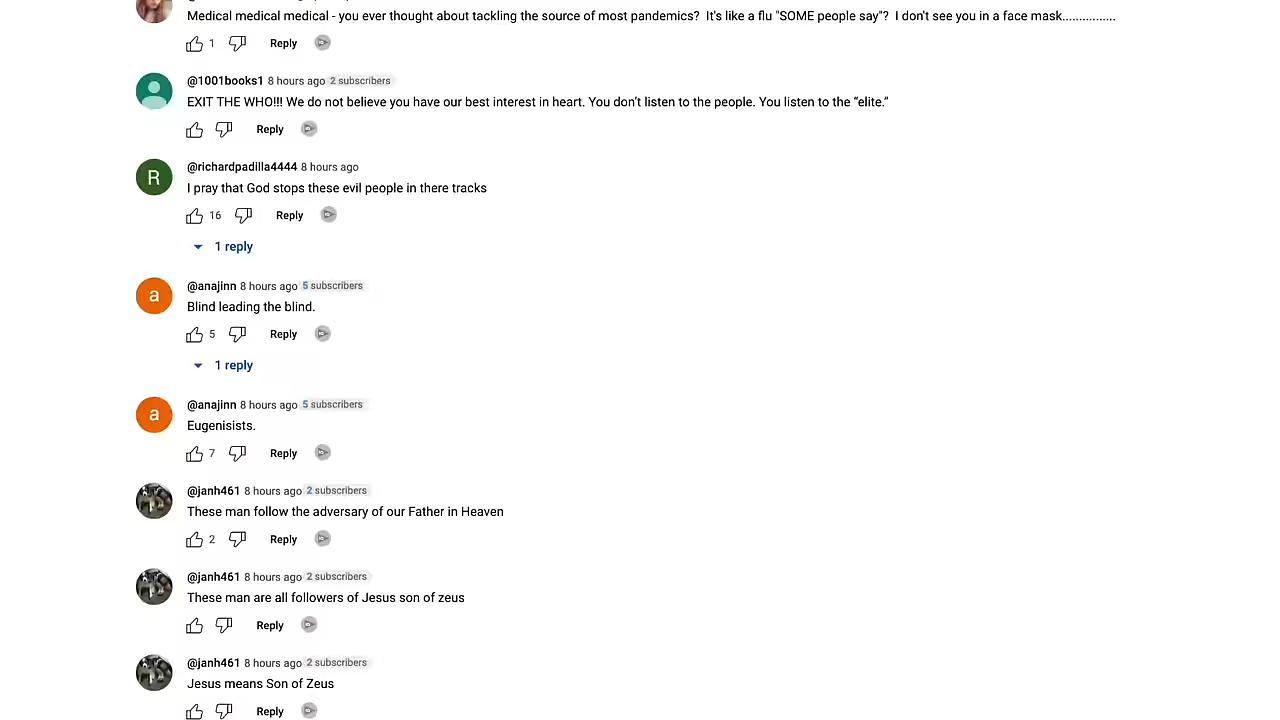 Medical medical medical - you ever thought about tackling the source of most pandemics?  It's like a flu "SOME people say"?  I don't see you in a face mask................
1 Reply
@1001books1 8 hours ago 2 subscribers
EXIT THE WHO!!! We do not believe you have our best interest in heart. You don’t listen to the people. You listen to the “elite.”
Reply
R
@richardpadilla4444 8 hours ago
I pray that God stops these evil people in there tracks
16 Reply
1 reply
a
@anajinn 8 hours ago 5 subscribers
Blind leading the blind.
5 Reply
1 reply
a
@anajinn 8 hours ago 5 subscribers
Eugenisists.
7 Reply
@janh461 8 hours ago 2 subscribers
These man follow the adversary of our Father in Heaven
2 Reply
@janh461 8 hours ago 2 subscribers
These man are all followers of Jesus son of zeus
Reply
@janh461 8 hours ago 2 subscribers
Jesus means Son of Zeus
Reply